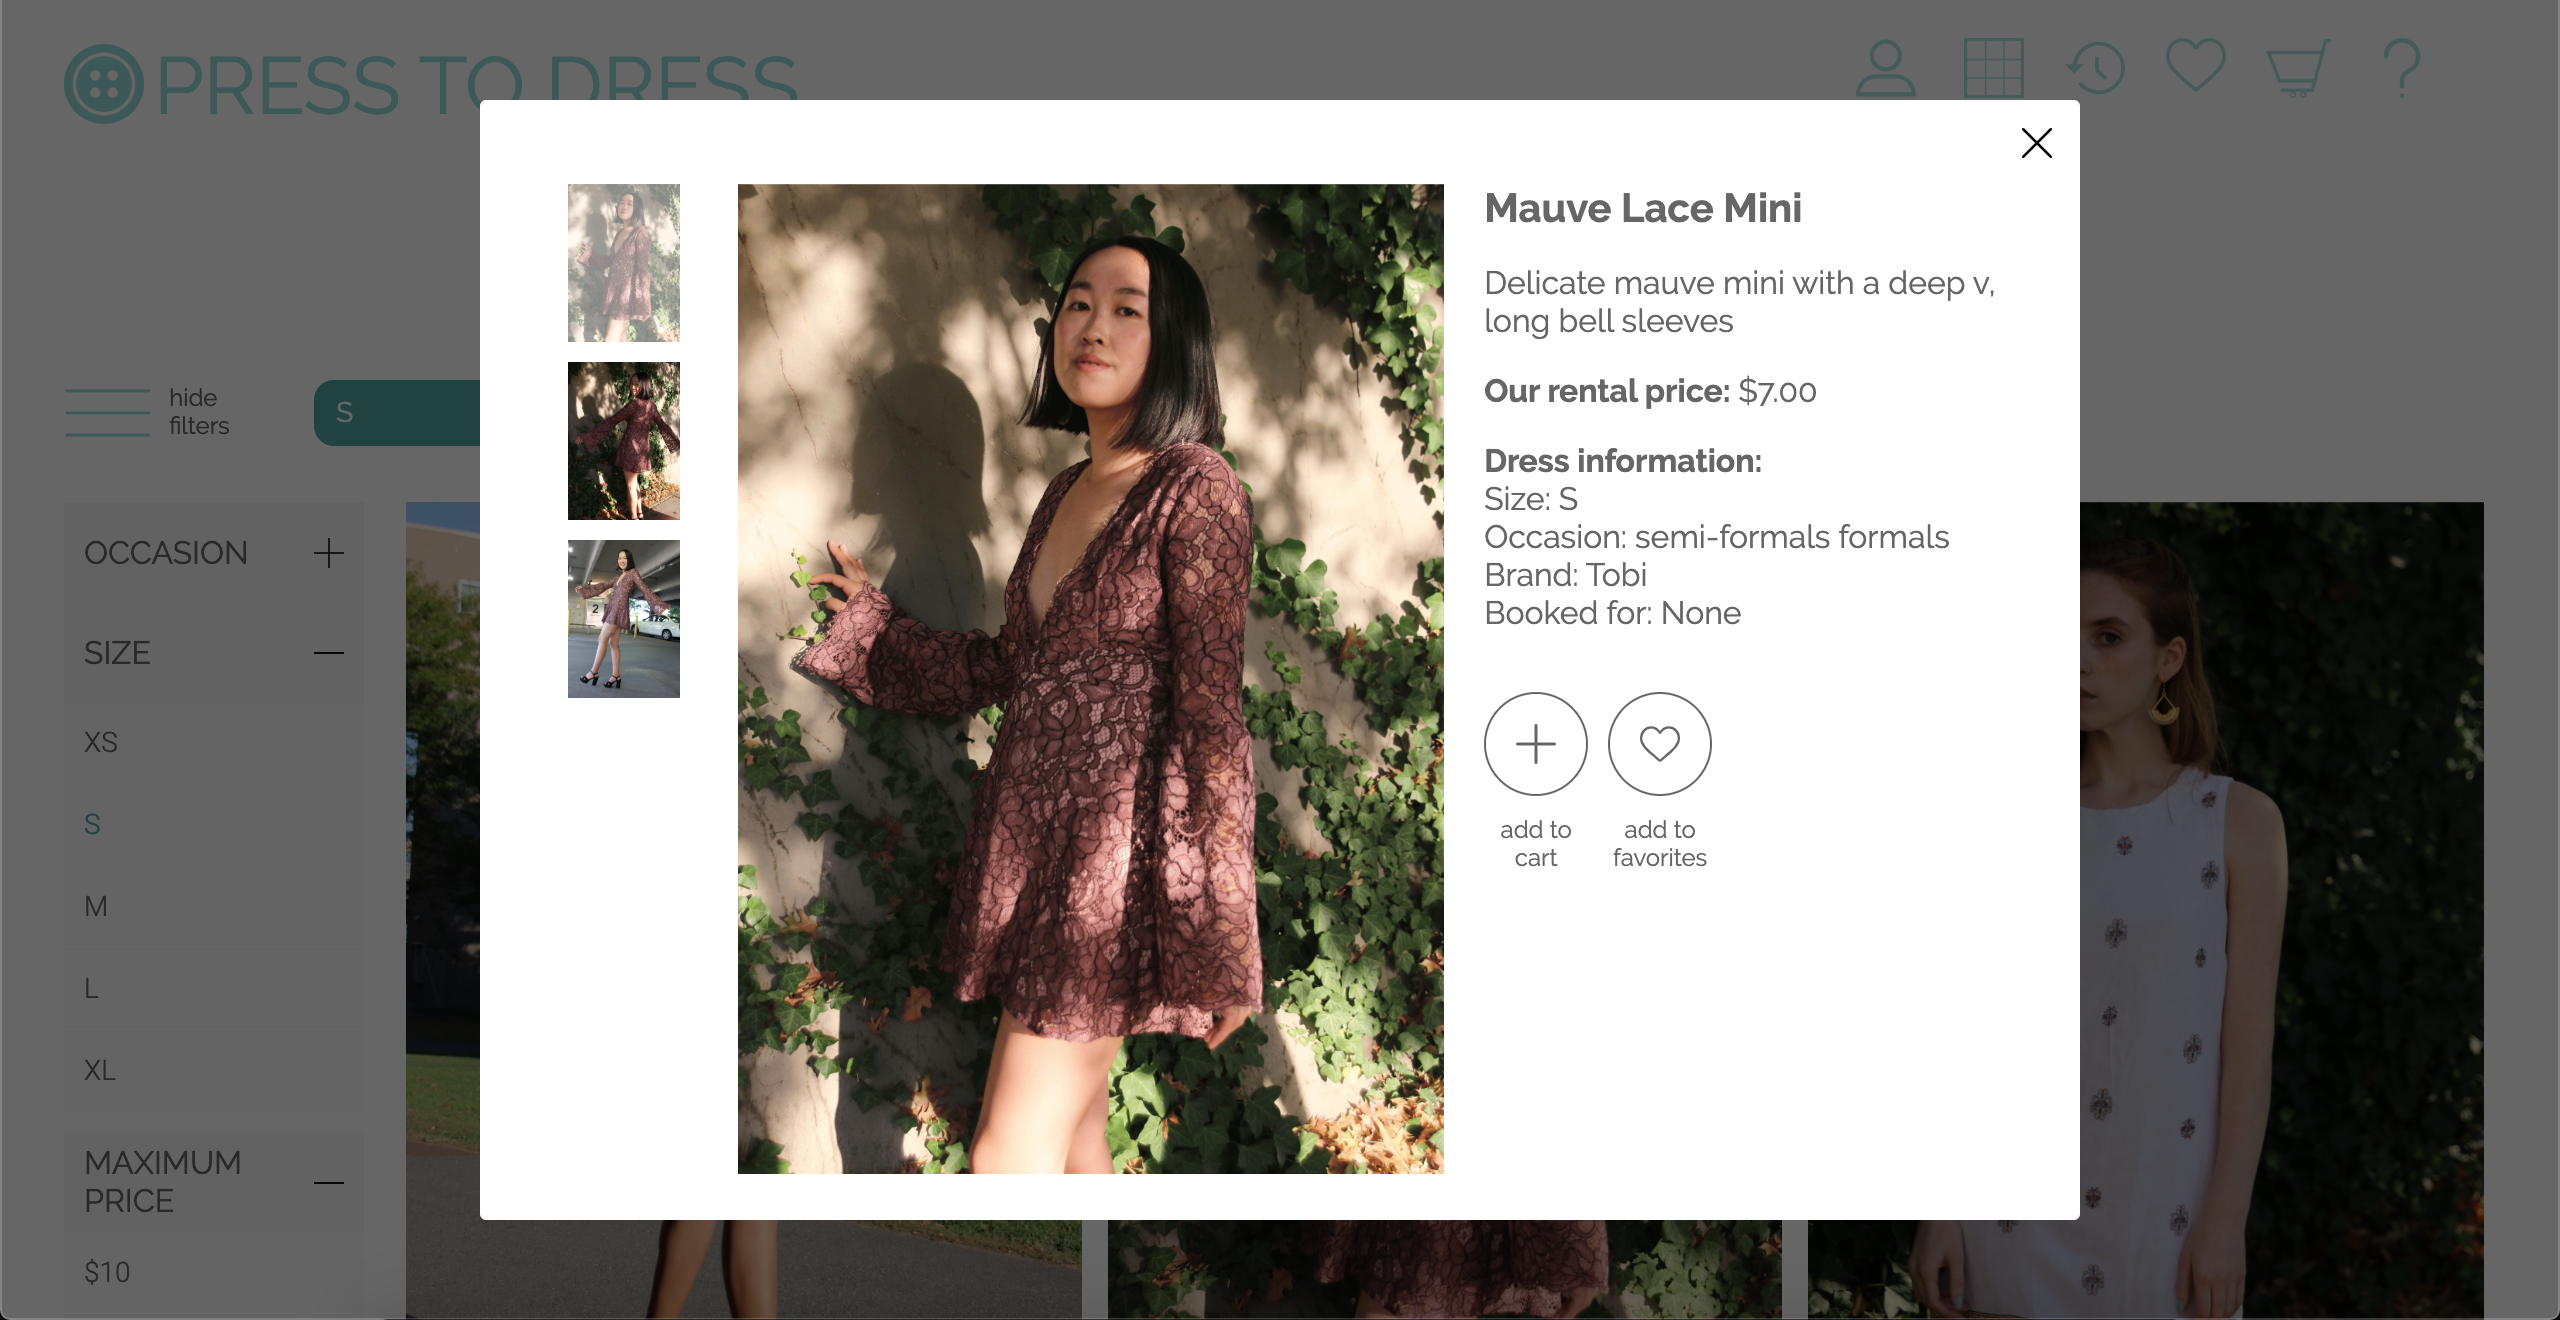 PRESS TO DRESS
hide
filters
S
OCCASION
SIZE
XS
S
M
L
XL
MAXIMUM
PRICE
$10
2
Mauve Lace Mini
Delicate mauve mini with a deep v,
long bell sleeves
Our rental price: $7.00
Dress information:
Size: S
Occasion: semi-formals formals
Brand: Tobi
Booked for: None
add to
cart
add to
favorites